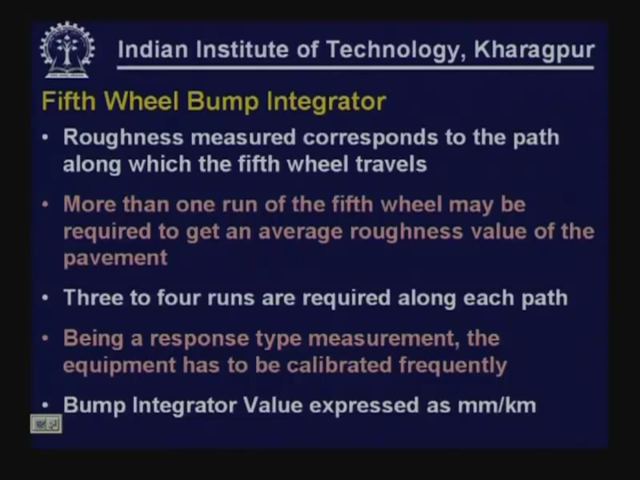 Indian Institute of Technology, Kharagpur
Fifth Wheel Bump Integrator
• Roughness measured corresponds to the path
along which the fifth wheel travels
• More than one run of the fifth wheel may be
required to get an average roughness value of the
pavement
• Three to four runs are required along each path
• Being a response type measurement, the
equipment has to be calibrated frequently
• Bump Integrator Value expressed as mm/km